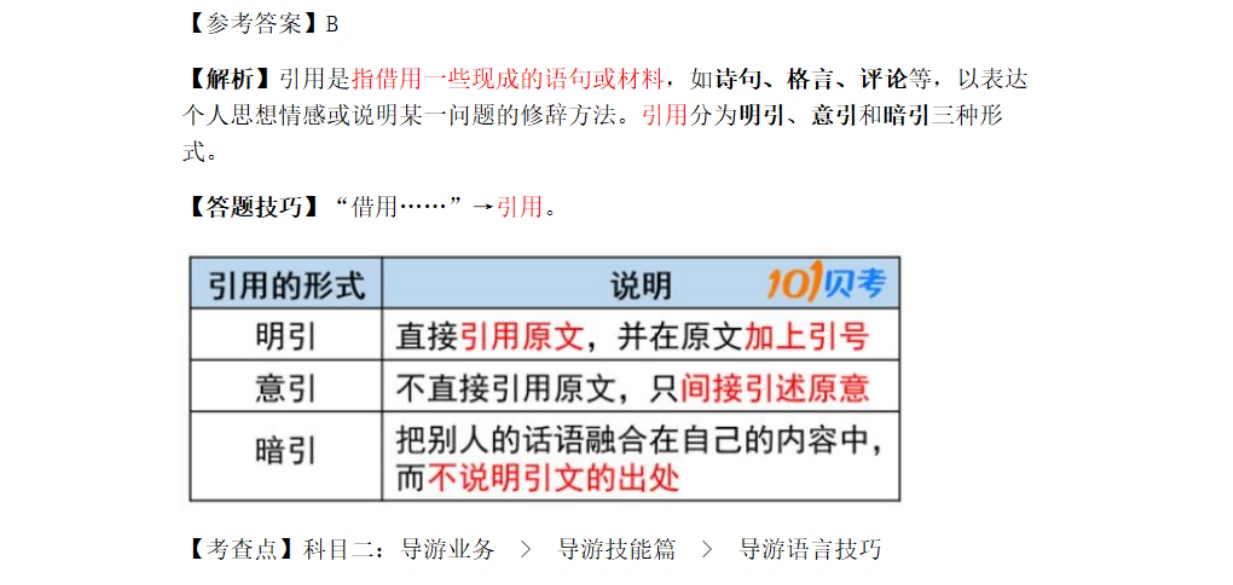 【参考答案】B
【解析】引用是指借用一些现成的语句或材料，如诗句、格言、评论等，以表达
个人思想情感或说明某一问题的修辞方法。引用分为明引、意引和暗引三种形
式。
【答题技巧】“借用……”→引用。
引用的形式 说明 101贝考
明引 直接引用原文，并在原文加上引号
意引 不直接引用原文，只间接引述原意
暗引 把别人的话语融合在自己的内容中，
而不说明引文的出处
【考查点】科目二：导游业务 > 导游技能篇 > 导游语言技巧